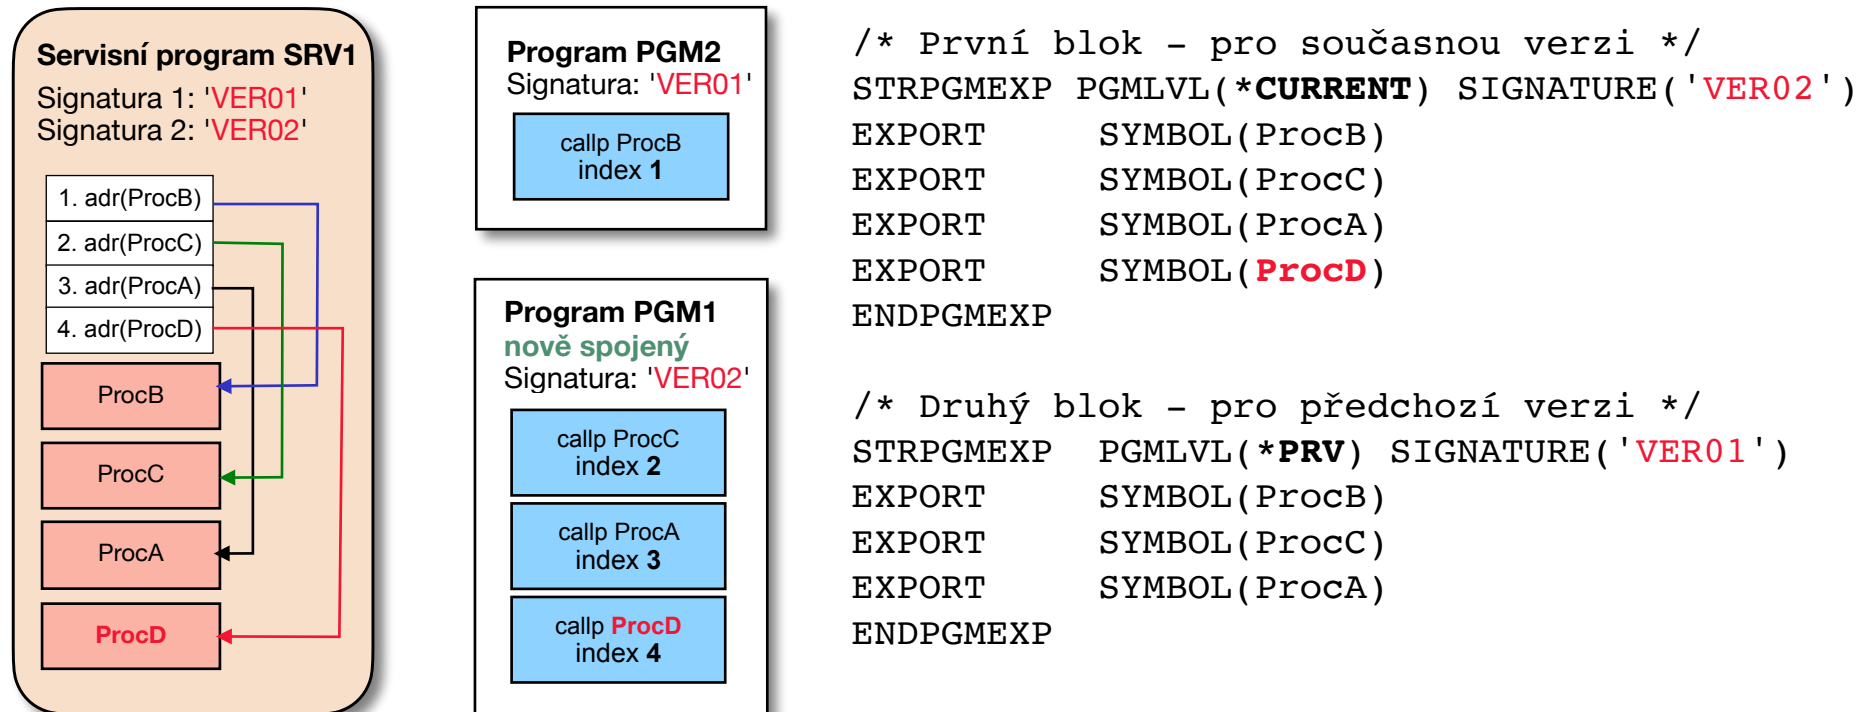 Servisní program SRV1
Signatura 1: 'VER01'
Signatura 2: 'VER02'
1. adr(ProcB)
2. adr(ProcC)
3. adr(ProcA)
4. adr(ProcD)
ProcB
ProcC
ProcA
ProcD
Program PGM2
Signatura: 'VER01'
callp ProcB
index 1
Program PGM1
nově spojený
Signatura: 'VER02'
callp ProcC
index 2
callp ProcA
index 3
callp ProcD
index 4
/* První blok – pro současnou verzi */
STRPGMEXP PGMLVL(*CURRENT) SIGNATURE('VER02')
EXPORT     SYMBOL(ProcB)
EXPORT     SYMBOL(ProcC)
EXPORT     SYMBOL(ProcA)
EXPORT     SYMBOL(ProcD)
ENDPGMEXP
/* Druhý blok – pro předchozí verzi */
STRPGMEXP  PGMLVL(*PRV) SIGNATURE('VER01')
EXPORT     SYMBOL(ProcB)
EXPORT     SYMBOL(ProcC)
EXPORT     SYMBOL(ProcA)
ENDPGMEXP